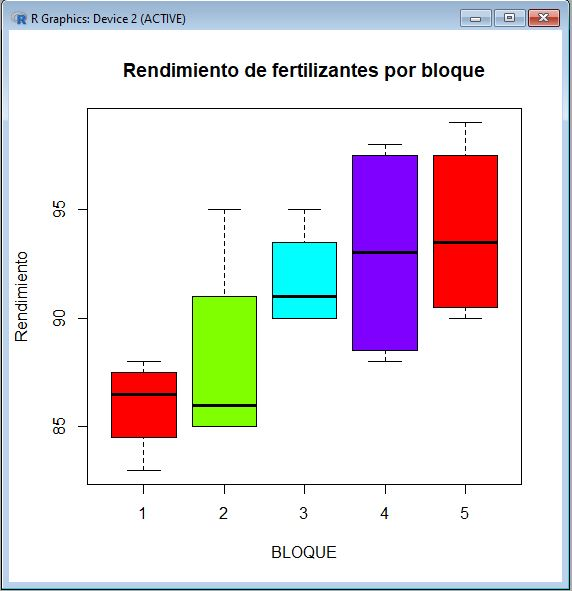 R Graphics: Device 2 (ACTIVE)
Rendimiento de fertilizantes por bloque
95
90
85
Rendimiento
1 2 3 4 5
BLOQUE